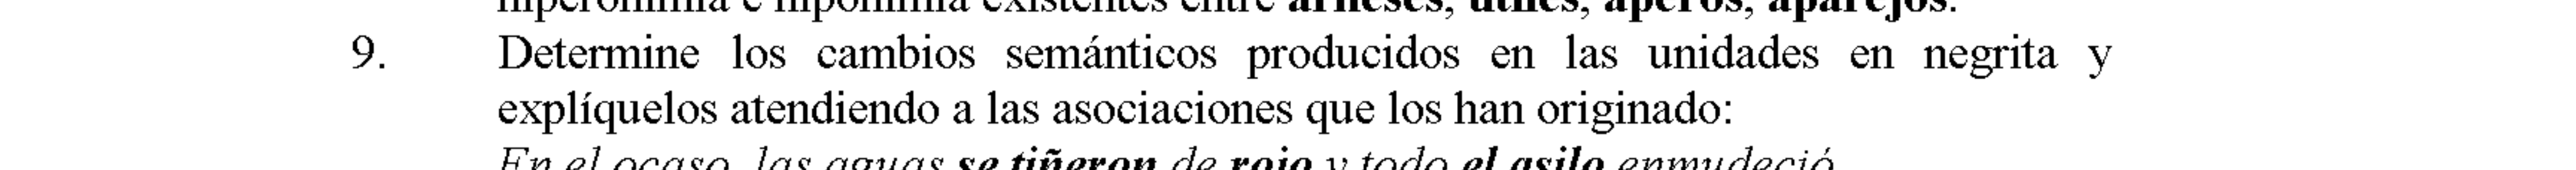 hiperonimia e hiponimia existentes entre arneses, útiles, aperos, aparejos.
9. Determine los cambios semánticos producidos en las unidades en negrita y
explíquelos atendiendo a las asociaciones que los han originado:
En el ocaso, las aguas se tiñeron de rojo y todo el asilo enmudeció